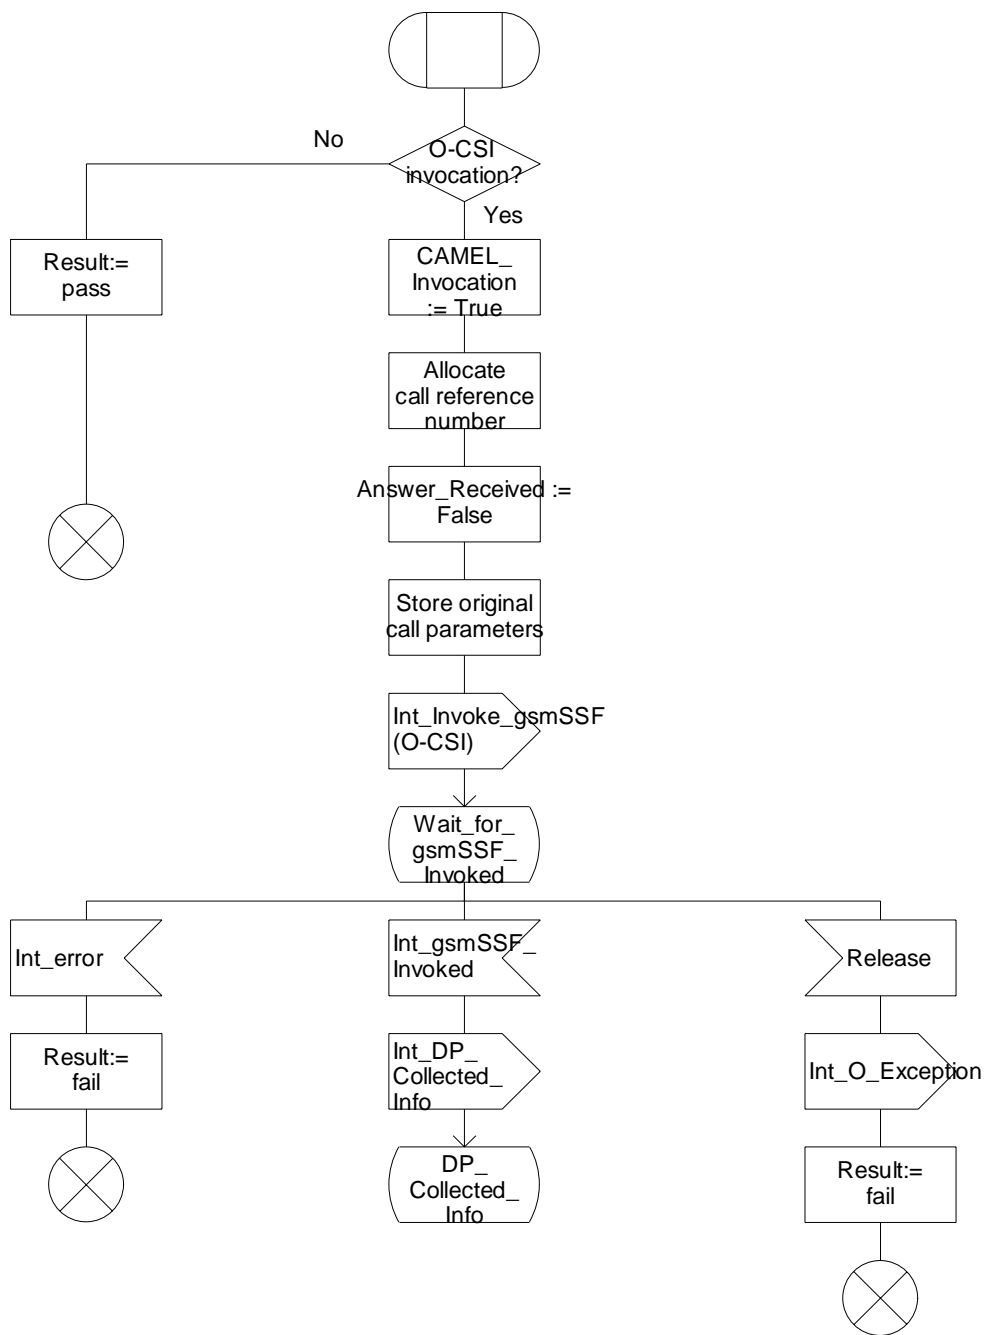 No
O-CSI
invocation?
Yes
Result:=
pass
CAMEL_
Invocation
:= True
Allocate
call reference
number
Answer_Received :=
False
Store original
call parameters
Int_Invoke_gsmSSF
(O-CSI)
Wait_for_
gsmSSF_
Invoked
Int_error
Int_gsmSSF_
Invoked
Release
Result:=
fail
Int_DP_
Collected_
Info
Int_O_Exception
DP_
Collected_
Info
Result:=
fail